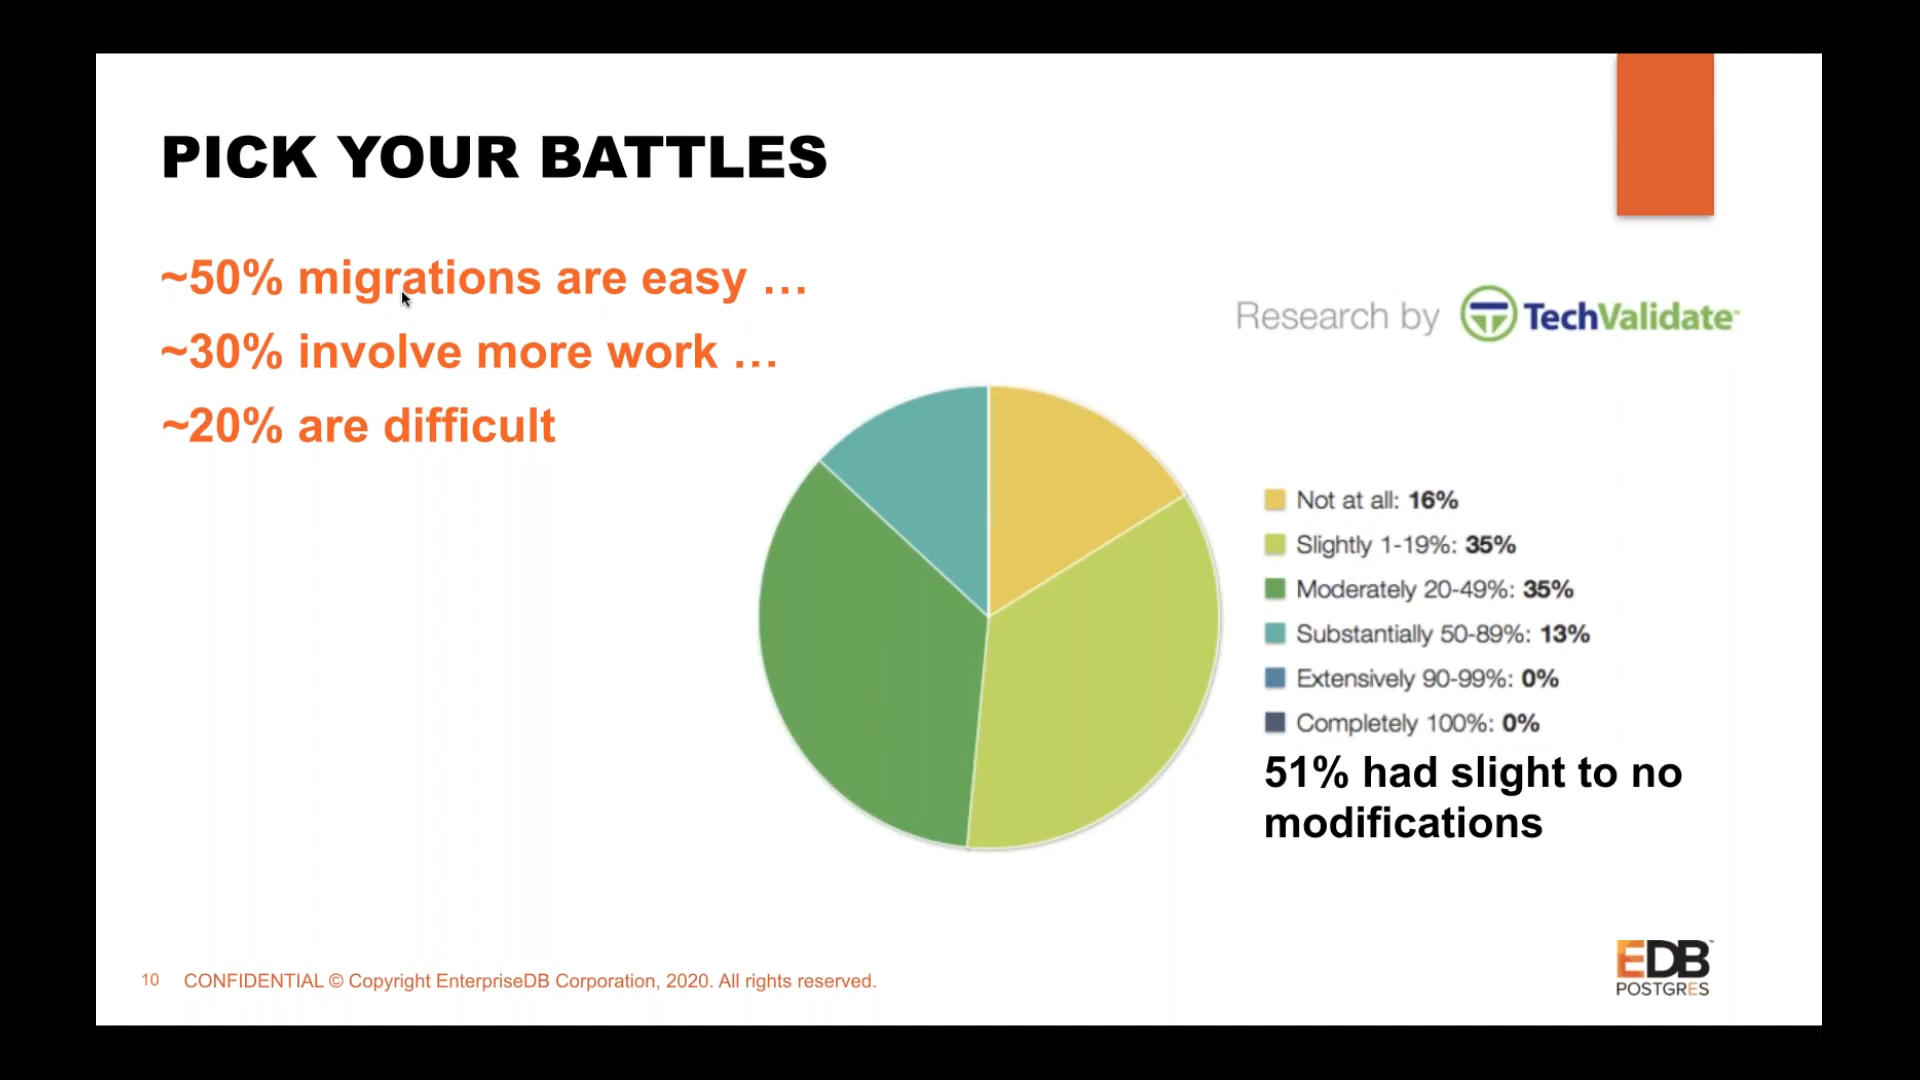 PICK YOUR BATTLES
~50% migrations are easy …
~30% involve more work …
~20% are difficult
Research by TechValidate™
Not at all: 16%
Slightly 1-19%: 35%
Moderately 20-49%: 35%
Substantially 50-89%: 13%
Extensively 90-99%: 0%
Completely 100%: 0%
51% had slight to no
modifications
10 CONFIDENTIAL © Copyright EnterpriseDB Corporation, 2020. All rights reserved.
EDB™
POSTGRES